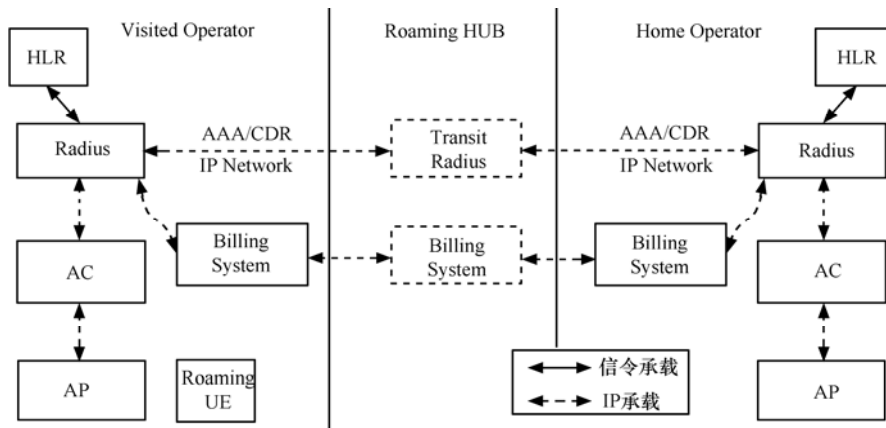 Visited Operator
Roaming HUB
Home Operator
HLR
HLR
Radius
AAA/CDR
IP Network
Transit
Radius
AAA/CDR
IP Network
Radius
Billing
System
Billing
System
Billing
System
AC
AC
AP
Roaming
UE
信令承载
IP承载
AP